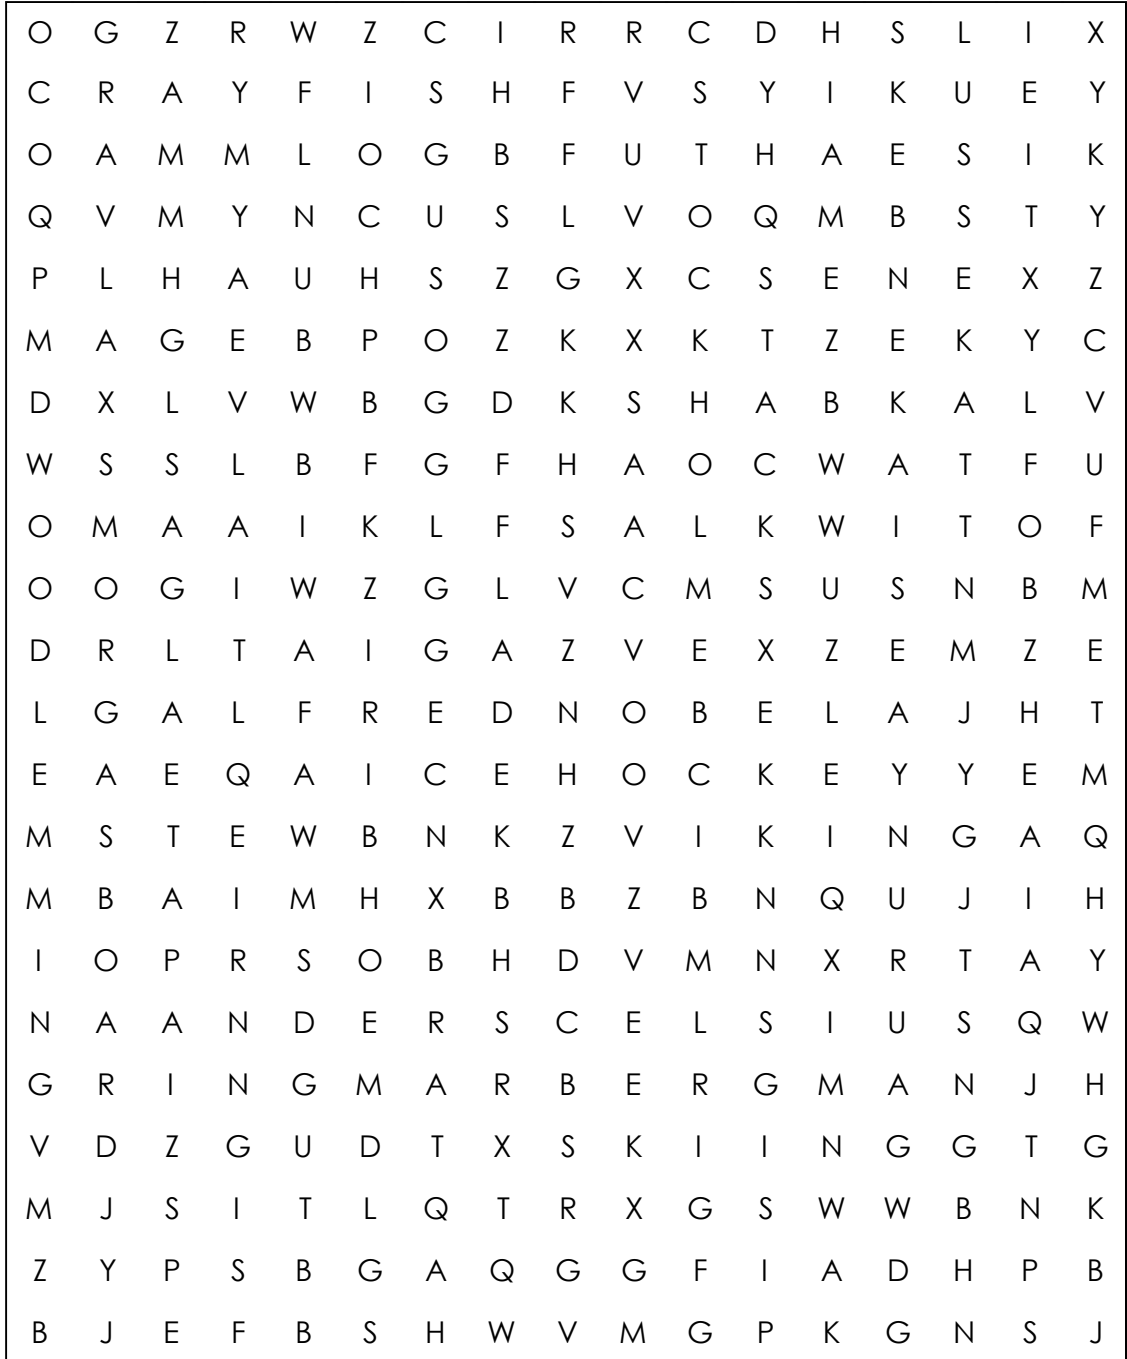 O G Z R W Z C I R R C D H S L I X
C R A Y F I S H F V S Y I K U E Y
O A M M L O G B F U T H A E S I K
Q V M Y N C U S L V O Q M B S T Y
P L H A U H S Z G X C S E N E X Z
M A G E B P O Z K X K T Z E K Y C
D X L V W B G D K S H A B K A L V
W S S L B F G F H A O C W A T F U
O M A A I K L F S A L K W I T O F
O O G I W Z G L V C M S U S N B M
D R L T A I G A Z V E X Z E M Z E
L G A L F R E D N O B E L A J H T
E A E Q A I C E H O C K E Y Y E M
M S T E W B N K Z V I K I N G A Q
M B A I M H X B B Z B N Q U J I H
I O P R S O B H D V M N X R T A Y
N A A N D E R S C E L S I U S Q W
G R I N G M A R B E R G M A N J H
V D Z G U D T X S K I I N G G T G
M J S I T L Q T R X G S W W B N K
Z Y P S B G A Q G G F I A D H P B
B J E F B S H W V M G P K G N S J